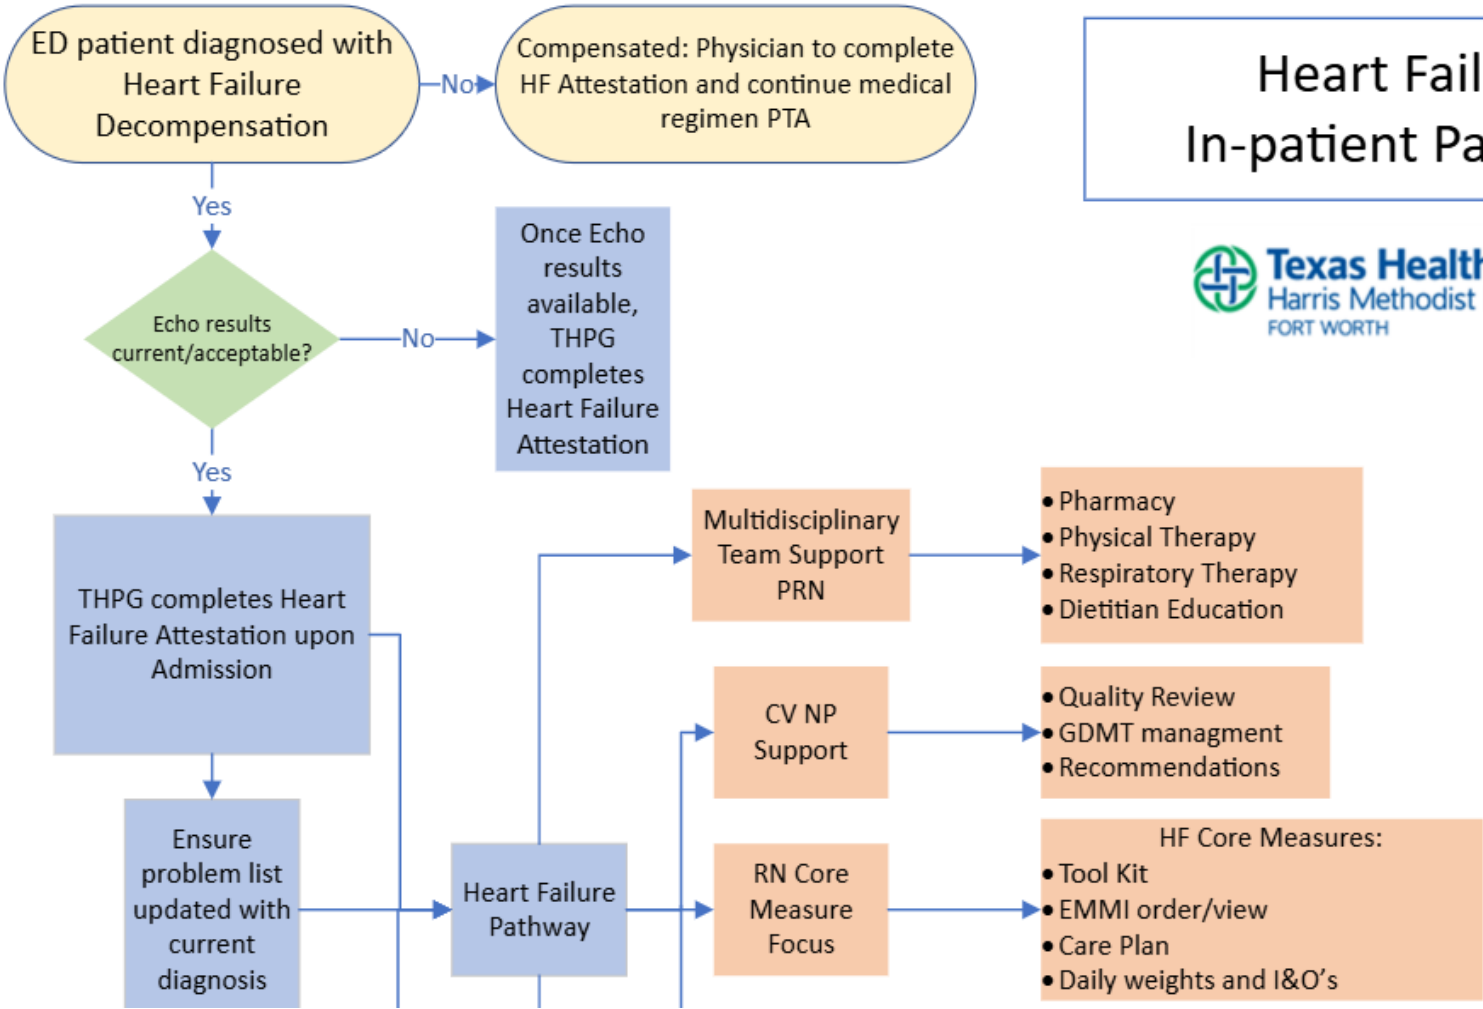 ED patient diagnosed with
Heart Failure
Decompensation
No
Compensated: Physician to complete
HF Attestation and continue medical
regimen PTA
Heart Fail
In-patient Pa
Texas Health
Harris Methodist
FORT WORTH
Yes
Echo results
current/acceptable?
No
Once Echo
results
available,
THPG
completes
Heart Failure
Attestation
Yes
THPG completes Heart
Failure Attestation upon
Admission
Multidisciplinary
Team Support
PRN
• Pharmacy
• Physical Therapy
• Respiratory Therapy
• Dietitian Education
CV NP
Support
• Quality Review
• GDMT managment
• Recommendations
Ensure
problem list
updated with
current
diagnosis
Heart Failure
Pathway
RN Core
Measure
Focus
HF Core Measures:
• Tool Kit
• EMMI order/view
• Care Plan
• Daily weights and I&O's